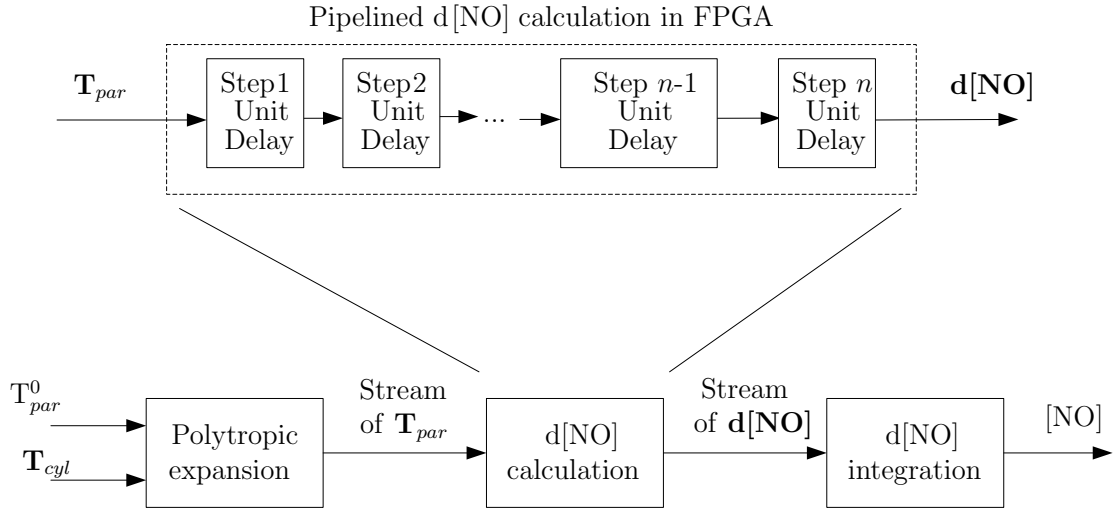 Pipelined d[NO] calculation in FPGA
T_par
Step1
Unit
Delay
Step2
Unit
Delay
...
Step n-1
Unit
Delay
Step n
Unit
Delay
d[NO]
T^0_par
T_cyl
Polytropic
expansion
Stream
of T_par
d[NO]
calculation
Stream
of d[NO]
d[NO]
integration
[NO]